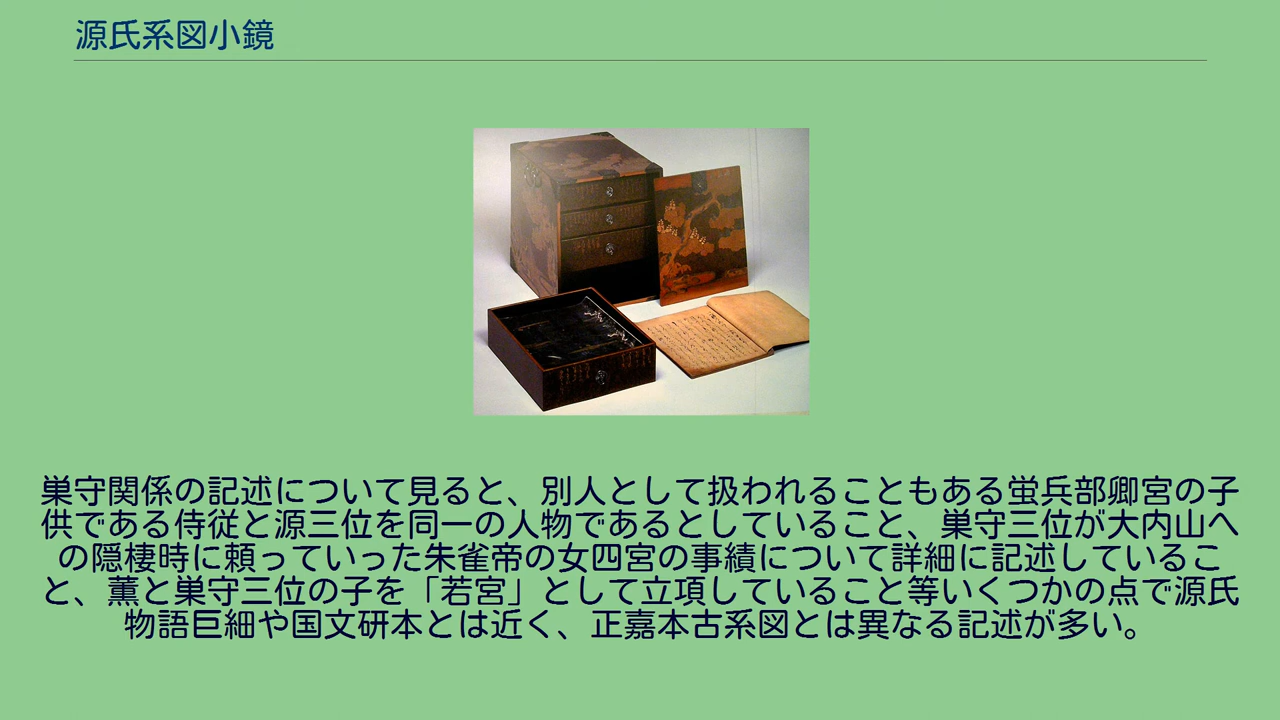 源氏系図小鏡
巣守関係の記述について見ると、別人として扱われることもある蛍兵部卿宮の子
供である侍従と源三位を同一の人物であるとしていること、巣守三位が大内山へ
の隠棲時に頼っていった朱雀帝の女四宮の事績について詳細に記述しているこ
と、薫と巣守三位の子を「若宮」として立項していること等いくつかの点で源氏
物語巨細や国文研本とは近く、正嘉本古系図とは異なる記述が多い。